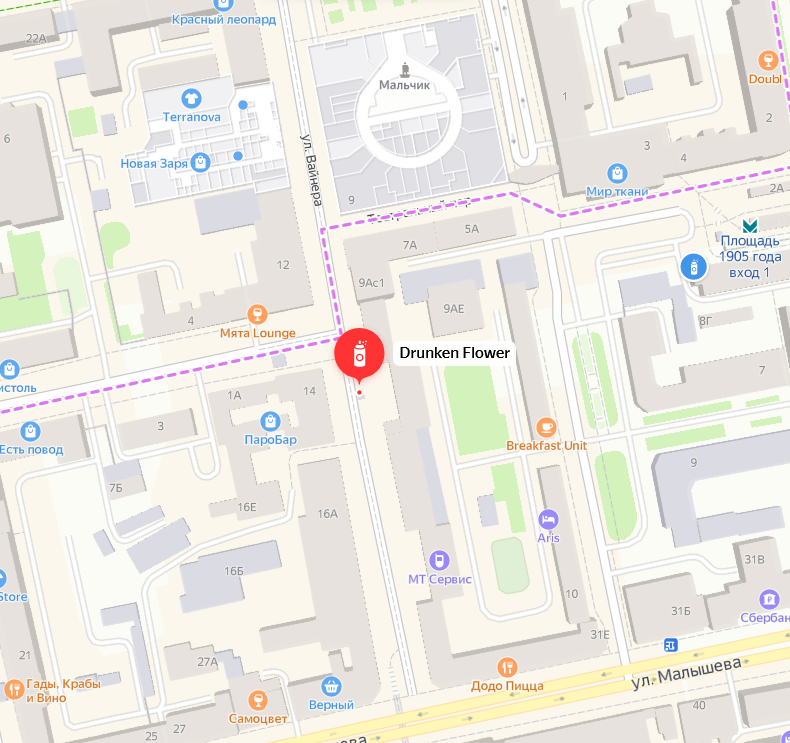 Красный леопард
22А
Мальчик
Doubl
Terranova
1
2
6
ул. Вайнера
3
4
Новая Заря
Мир ткани
2А
9
5А
7А
Площадь
1905 года
вход 1
12
9Ас1
9АЕ
4
8Г
Мята Lounge
Drunken Flower
7
истоль
1А
14
3
ПароБар
Есть повод
Breakfast Unit
9
7Б
16Е
16А
Aris
31В
16Б
МТ Сервис
Store
10
31Б
Сбербан
31Е
21
27А
ул. Малышева
Гады, Крабы
и Вино
Додо Пицца
Верный
40
Самоцвет
27
25
ева